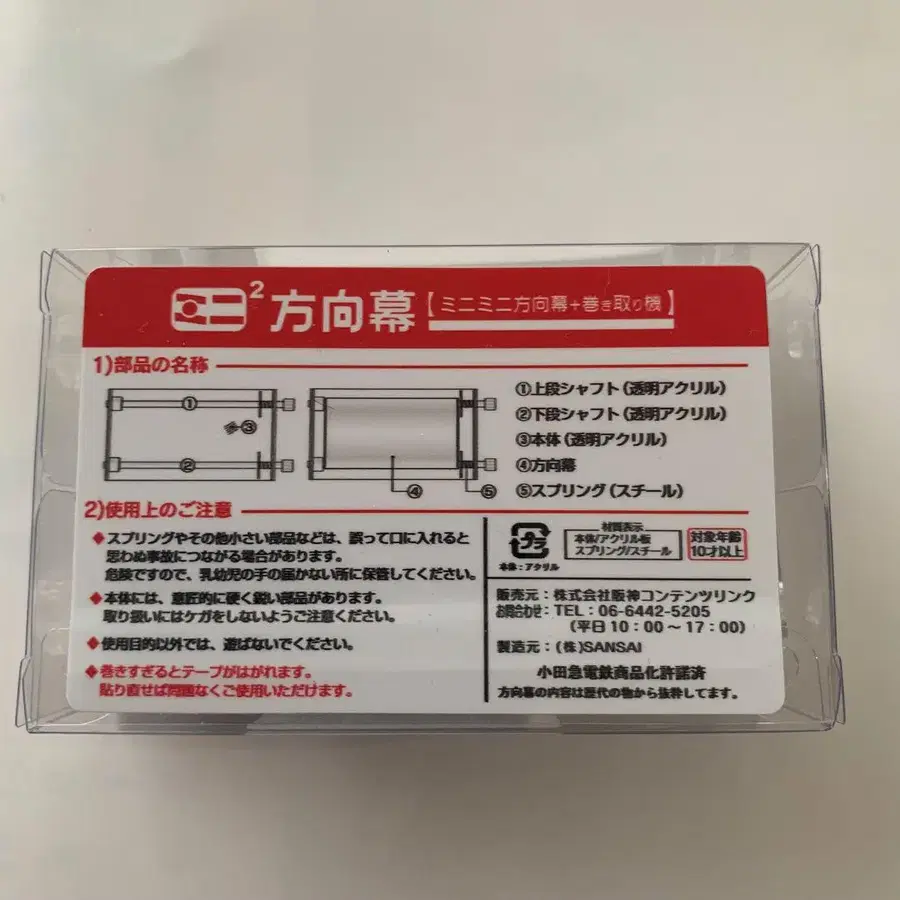 ミニ² 方向幕【ミニミニ方向幕+巻き取り機】
1)部品の名称
①
②
③
④
⑤
①上段シャフト(透明アクリル)
②下段シャフト(透明アクリル)
③本体(透明アクリル)
④方向幕
⑤スプリング(スチール)
2)使用上のご注意
◆スプリングやその他小さい部品などは、誤って口に入れると
思わぬ事故につながる場合があります。
危険ですので、乳幼児の手の届かない所に保管してください。
◆本体には、意匠的に硬く鋭い部品があります。
取り扱いにはケガをしないようご注意ください。
◆使用目的以外では、遊ばないでください。
◆巻きすぎるとテープがはがれます。
貼り直せば問題なくご使用いただけます。
プラ
本体:アクリル
材質表示
本体/アクリル板
スプリング/スチール
対象年齢
10才以上
販売元:株式会社阪神コンテンツリンク
お問合わせ:TEL:06-6442-5205
(平日10:00~17:00)
製造元:(株)SANSAI
小田急電鉄商品化許諾済
方向幕の内容は歴代の物から抜粋してます。